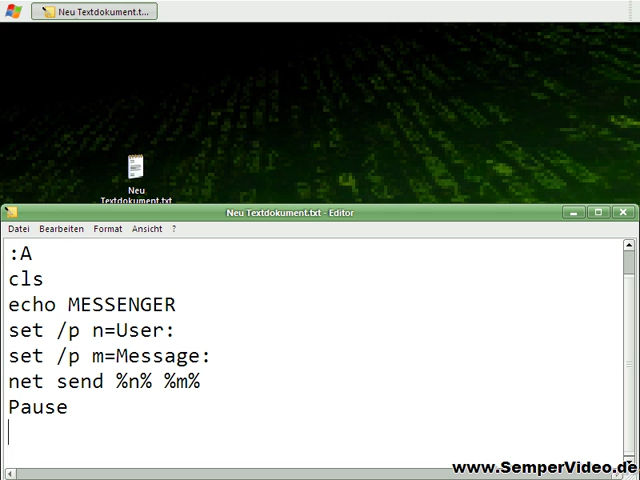 Neu Textdokument.t...
Neu
Textdokument.txt
Neu Textdokument.txt - Editor
Datei Bearbeiten Format Ansicht ?
:A
cls
echo MESSENGER
set /p n=User:
set /p m=Message:
net send %n% %m%
Pause
www.SemperVideo.de